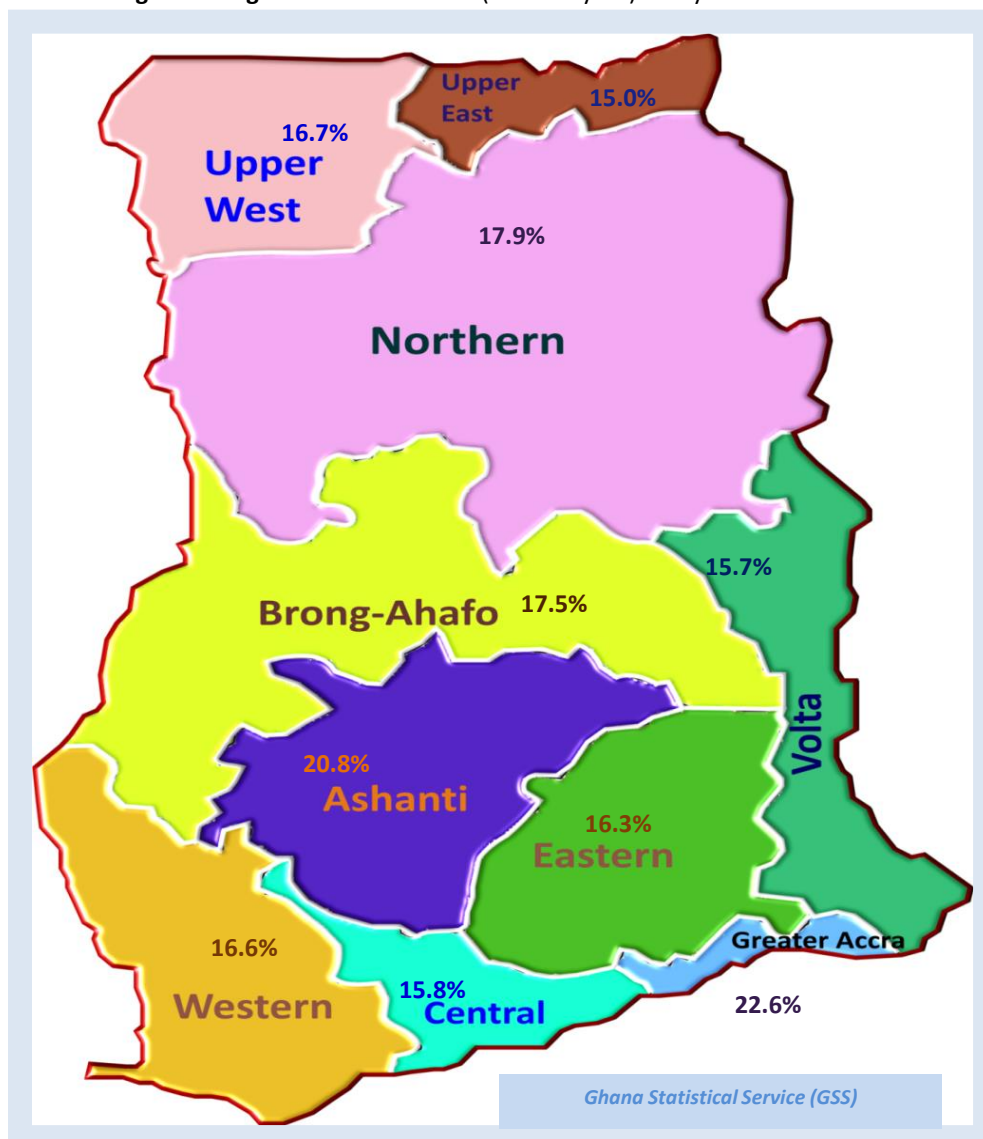 Upper
East
15.0%
16.7%
Upper
West
17.9%
Northern
15.7%
Brong-Ahafo
17.5%
Volta
20.8%
Ashanti
16.3%
Eastern
Greater Accra
16.6%
Western
15.8%
Central
22.6%
Ghana Statistical Service (GSS)